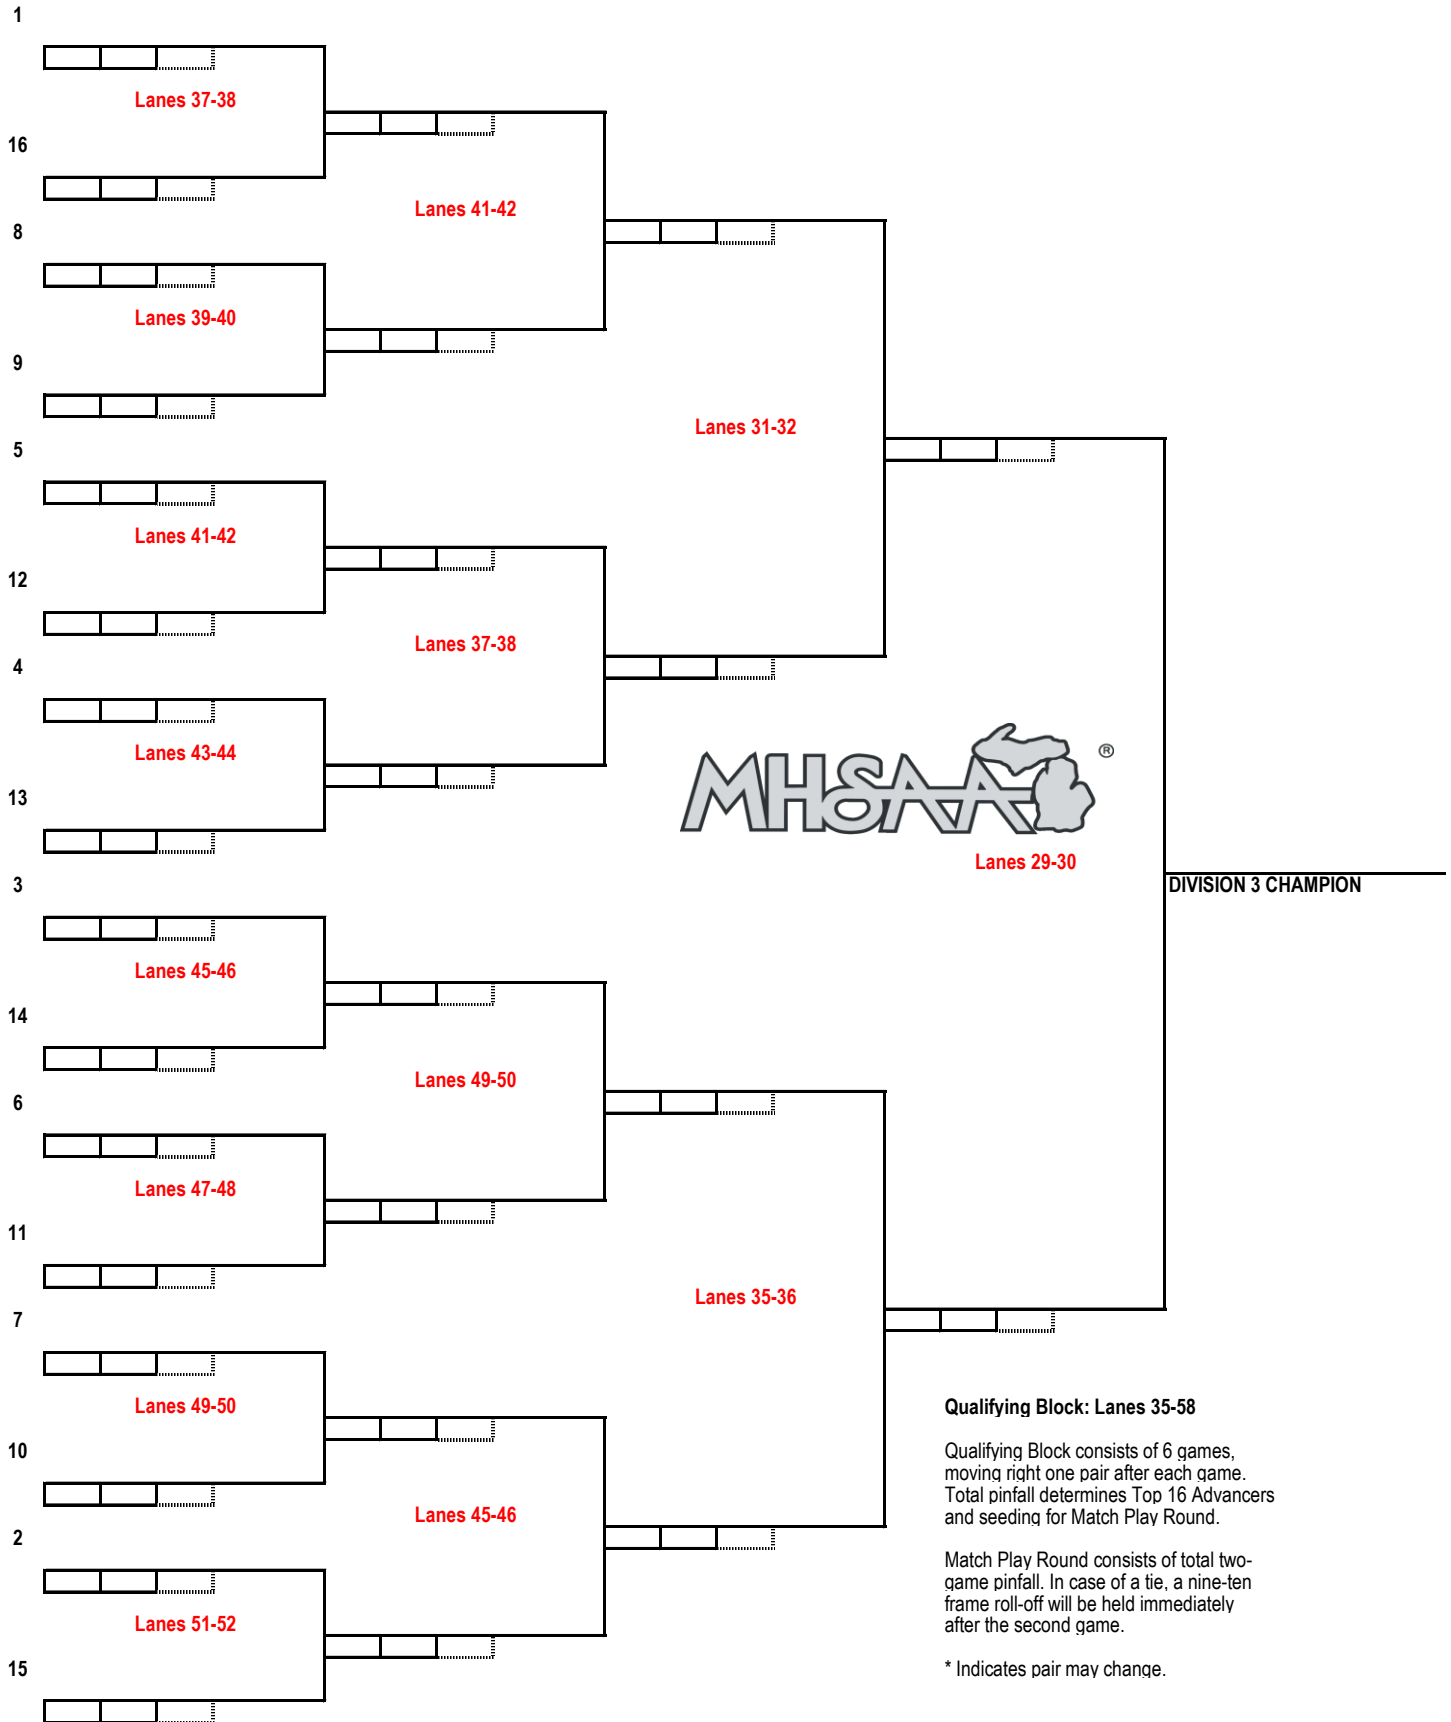 1
Lanes 37-38
16
Lanes 41-42
8
Lanes 39-40
9
Lanes 31-32
5
Lanes 41-42
12
Lanes 37-38
4
Lanes 43-44
13
MHSAA ®
Lanes 29-30
3
DIVISION 3 CHAMPION
Lanes 45-46
14
Lanes 49-50
6
Lanes 47-48
11
Lanes 35-36
7
Lanes 49-50
10
Lanes 45-46
2
Lanes 51-52
15
Qualifying Block: Lanes 35-58
Qualifying Block consists of 6 games,
moving right one pair after each game.
Total pinfall determines Top 16 Advancers
and seeding for Match Play Round.
Match Play Round consists of total two-
game pinfall. In case of a tie, a nine-ten
frame roll-off will be held immediately
after the second game.
* Indicates pair may change.